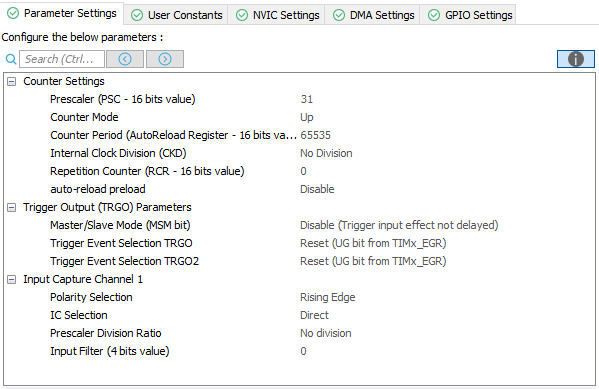 Parameter Settings User Constants NVIC Settings DMA Settings GPIO Settings
Configure the below parameters :
Search (Ctrl...
Counter Settings
Prescaler (PSC - 16 bits value) 31
Counter Mode Up
Counter Period (AutoReload Register - 16 bits va... 65535
Internal Clock Division (CKD) No Division
Repetition Counter (RCR - 16 bits value) 0
auto-reload preload Disable
Trigger Output (TRGO) Parameters
Master/Slave Mode (MSM bit) Disable (Trigger input effect not delayed)
Trigger Event Selection TRGO Reset (UG bit from TIMx_EGR)
Trigger Event Selection TRGO2 Reset (UG bit from TIMx_EGR)
Input Capture Channel 1
Polarity Selection Rising Edge
IC Selection Direct
Prescaler Division Ratio No division
Input Filter (4 bits value) 0